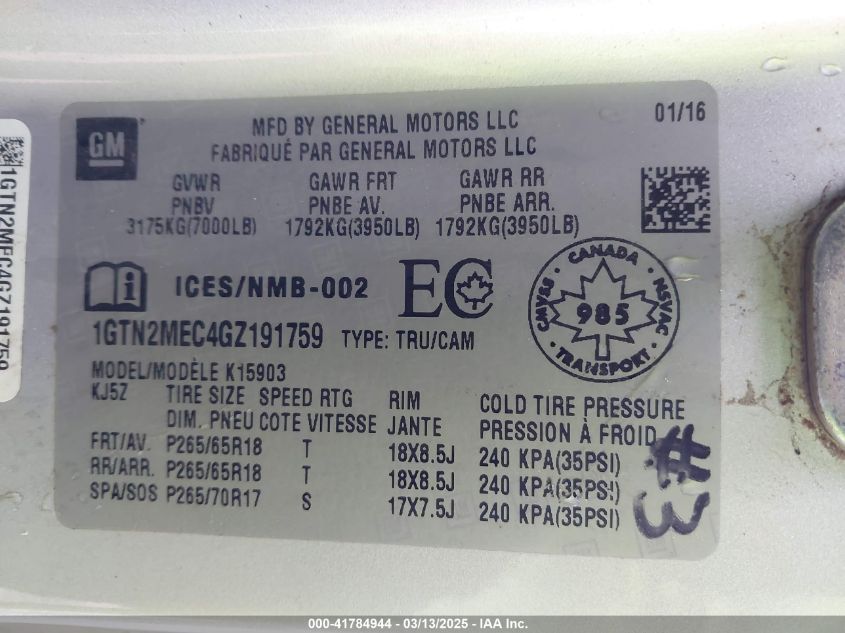 GM
MFD BY GENERAL MOTORS LLC
01/16
FABRIQUÉ PAR GENERAL MOTORS LLC
GVWR GAWR FRT GAWR RR
PNBV PNBE AV. PNBE ARR.
3175KG(7000LB) 1792KG(3950LB) 1792KG(3950LB)
i ICES/NMB-002 EC
CANADA
CMVSS 985 NSVAC
TRANSPORT
1GTN2MEC4GZ191759 TYPE: TRU/CAM
MODEL/MODÈLE K15903
KJ5Z TIRE SIZE SPEED RTG RIM COLD TIRE PRESSURE
DIM. PNEU COTE VITESSE JANTE PRESSION À FROID
FRT/AV. P265/65R18 T 18X8.5J 240 KPA(35PSI)
RR/ARR. P265/65R18 T 18X8.5J 240 KPA(35PSI)
SPA/SOS P265/70R17 S 17X7.5J 240 KPA(35PSI)
#3
1GTN2MEC4GZ191759
000-41784944 / 03/13/2025 - IAA Inc.